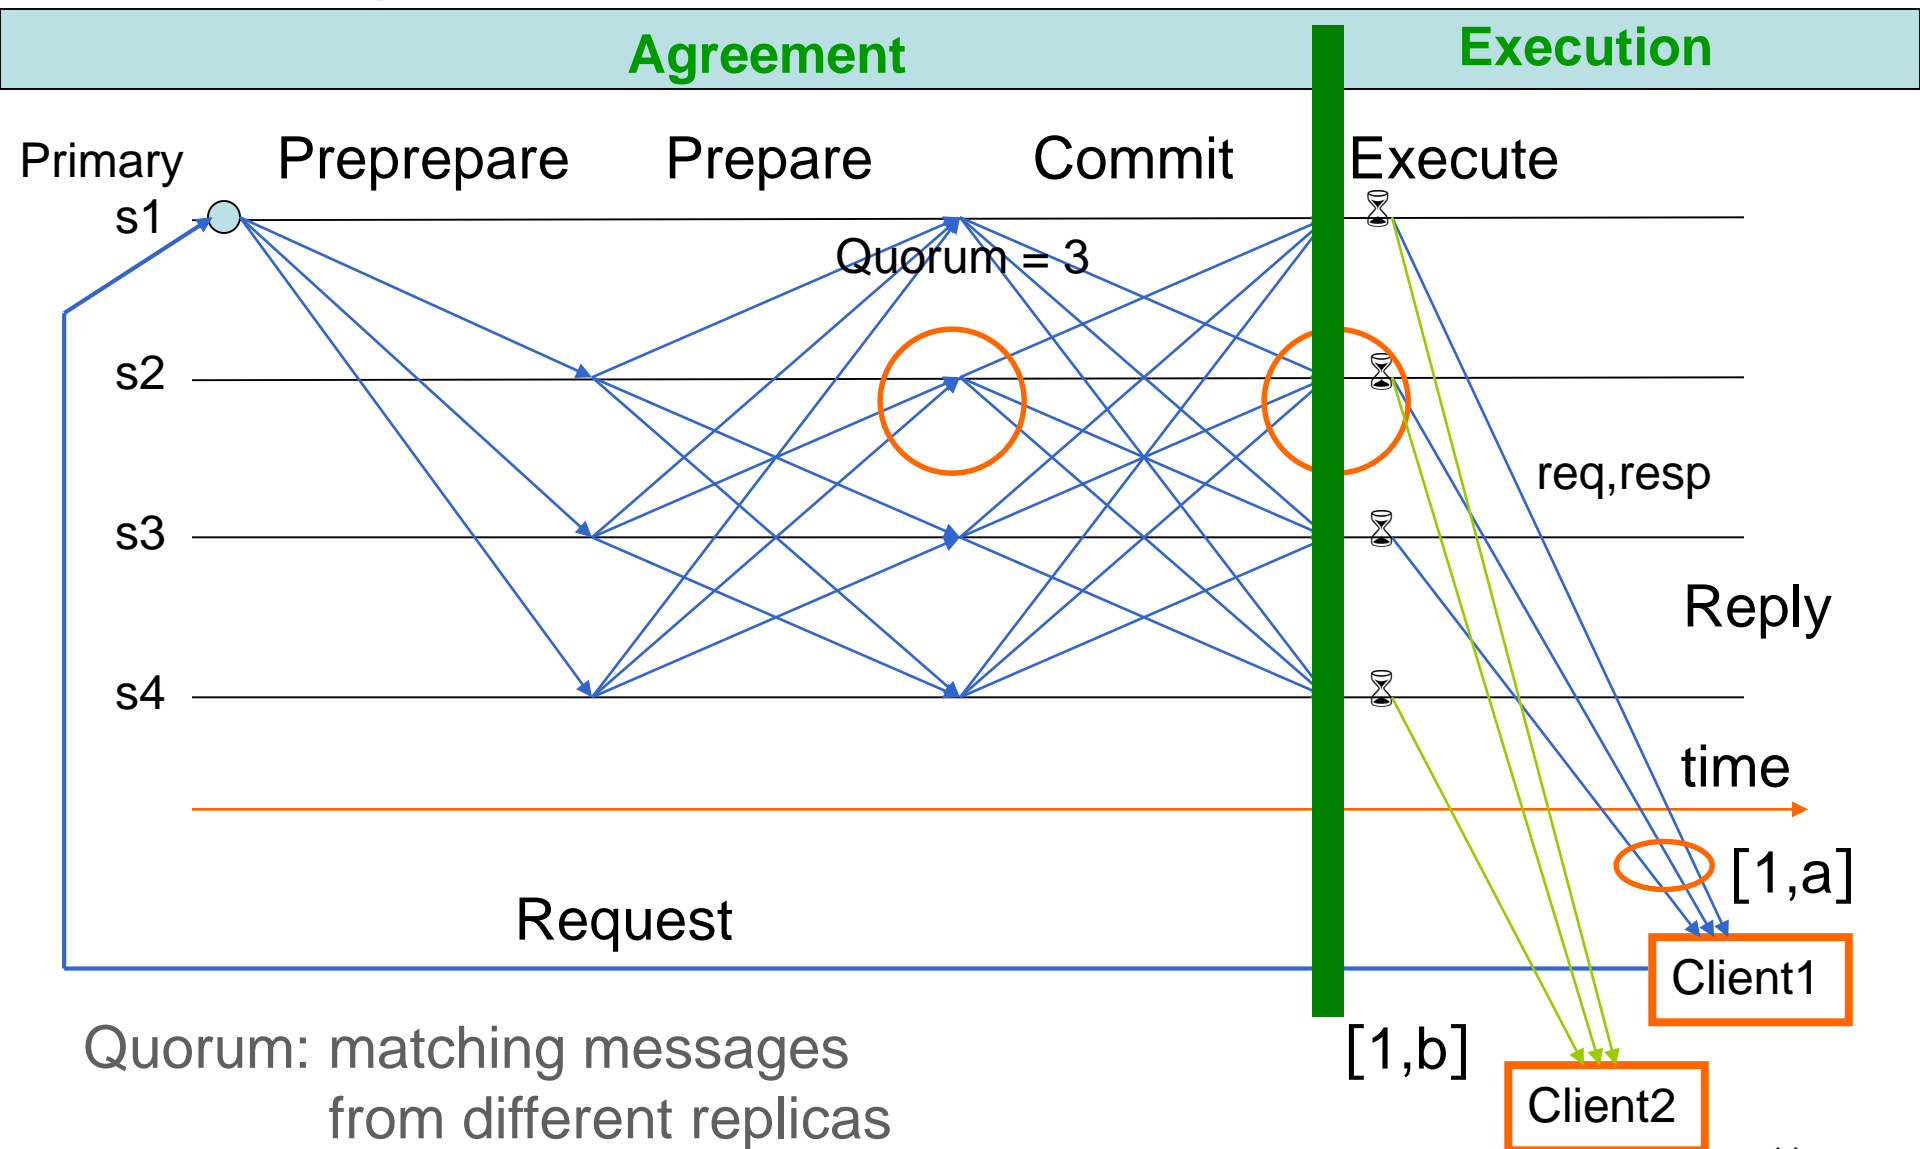 Agreement
Execution
Primary
Preprepare
Prepare
Commit
Execute
s1
Quorum = 3
s2
req,resp
s3
Reply
s4
time
[1,a]
Request
Client1
Quorum: matching messages
from different replicas
[1,b]
Client2